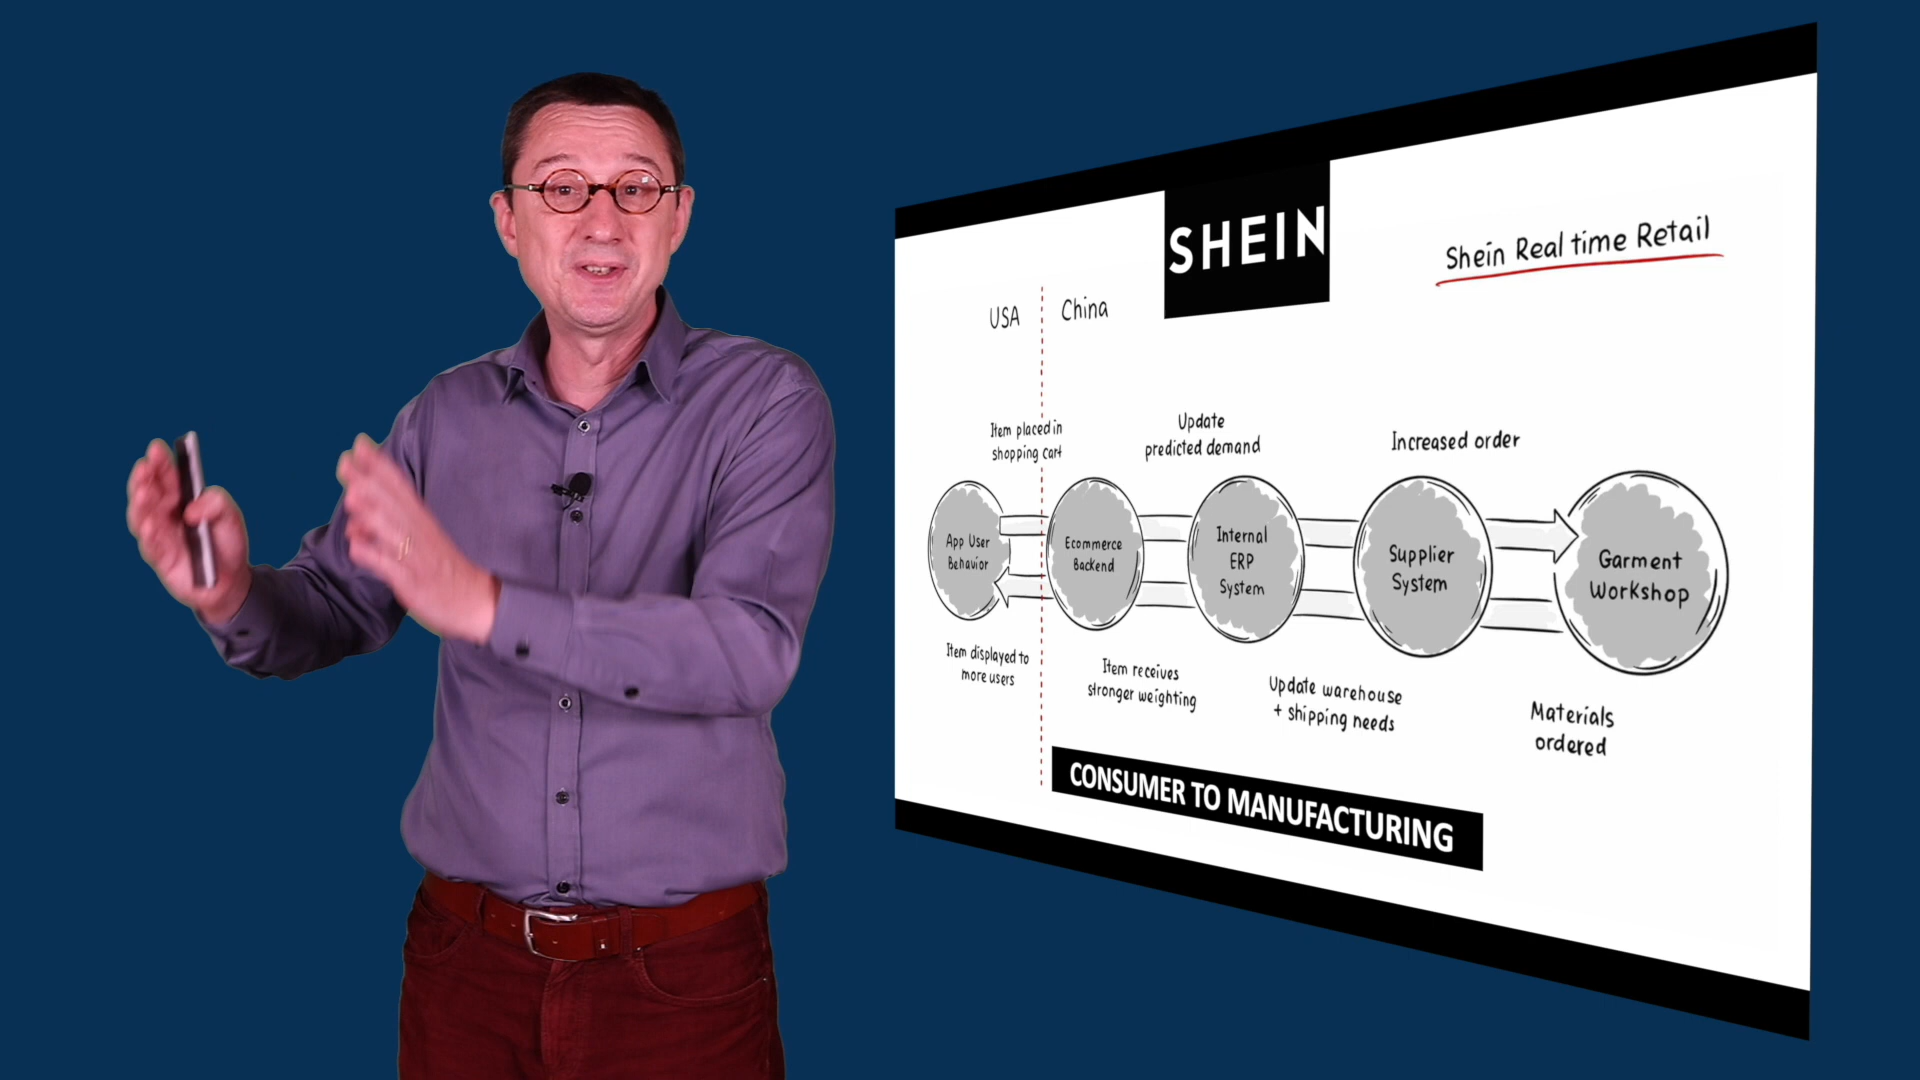 SHEIN
Shein Real time Retail
USA
China
Item placed in
shopping cart
Update
predicted demand
Increased order
App User
Behavior
Ecommerce
Backend
Internal
ERP
System
Supplier
System
Garment
Workshop
Item displayed to
more users
Item receives
stronger weighting
Update warehouse
+ shipping needs
Materials
ordered
CONSUMER TO MANUFACTURING